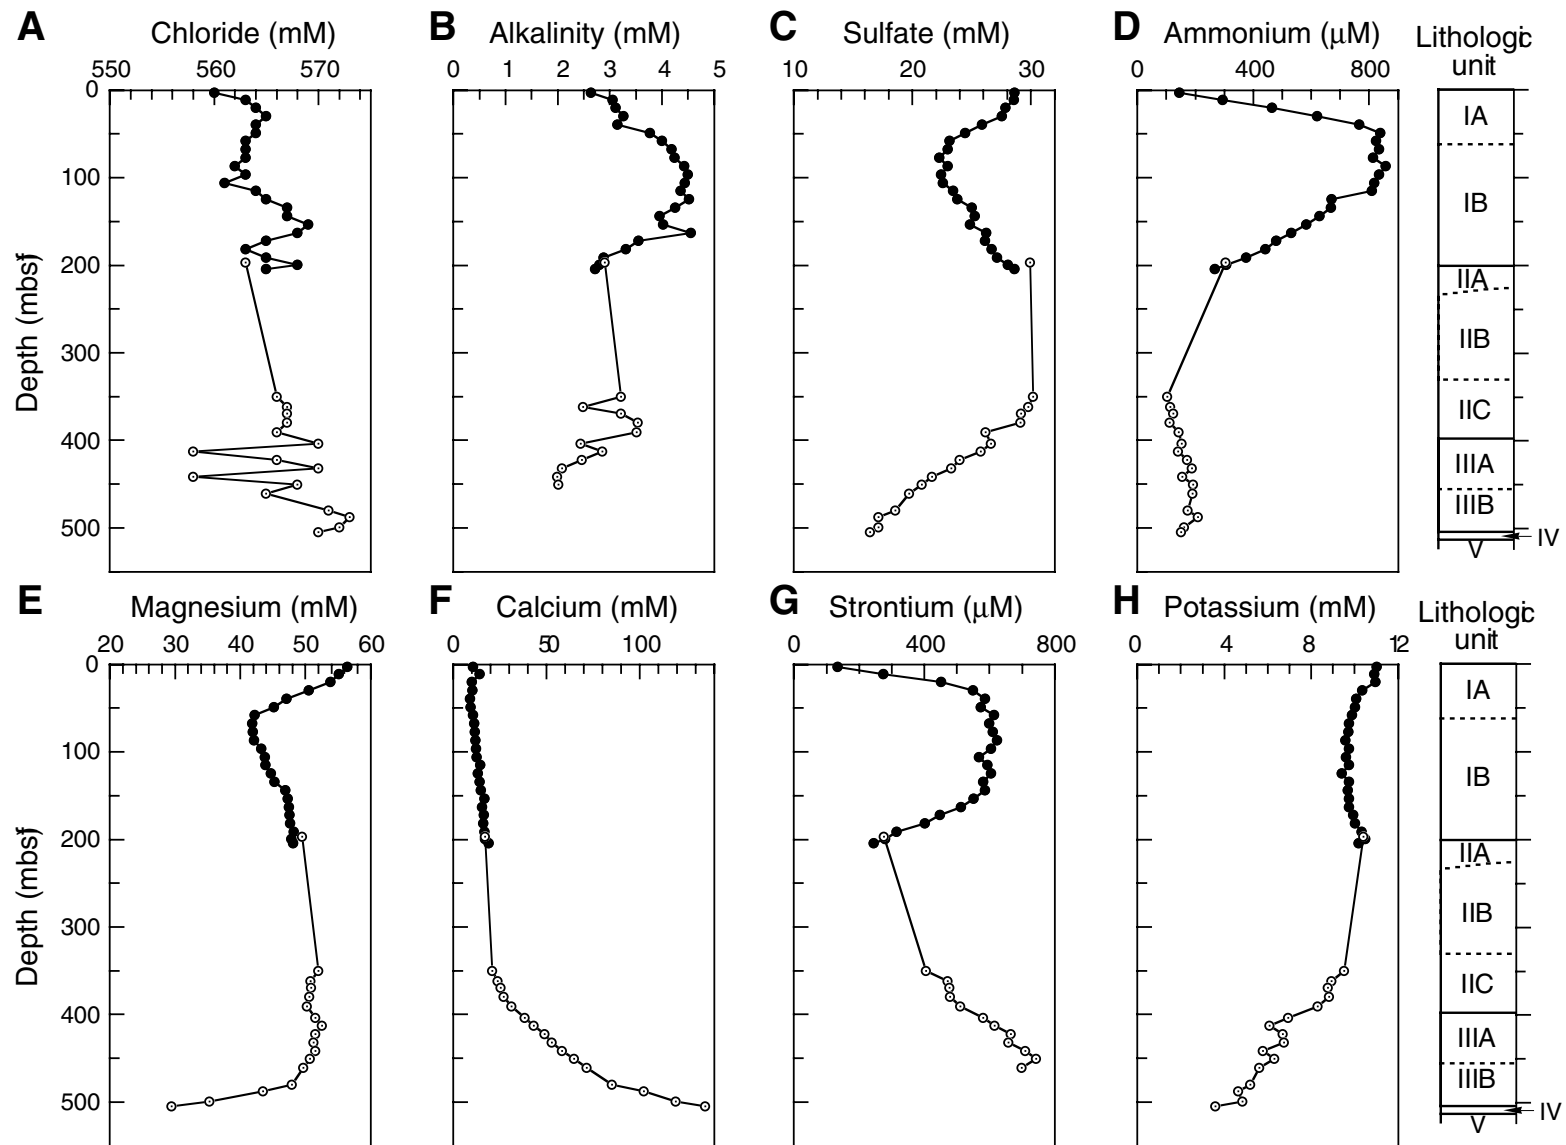 A Chloride (mM)
550 560 570
B Alkalinity (mM)
0 1 2 3 4 5
C Sulfate (mM)
10 20 30
D Ammonium (µM)
0 400 800
Lithologic
unit
Depth (mbsf)
0
100
200
300
400
500
IA
IB
IIA
IIB
IIC
IIIA
IIIB
IV
V
E Magnesium (mM)
20 30 40 50 60
F Calcium (mM)
0 50 100
G Strontium (µM)
0 400 800
H Potassium (mM)
0 4 8 12
Lithologic
unit
Depth (mbsf)
0
100
200
300
400
500
IA
IB
IIA
IIB
IIC
IIIA
IIIB
IV
V